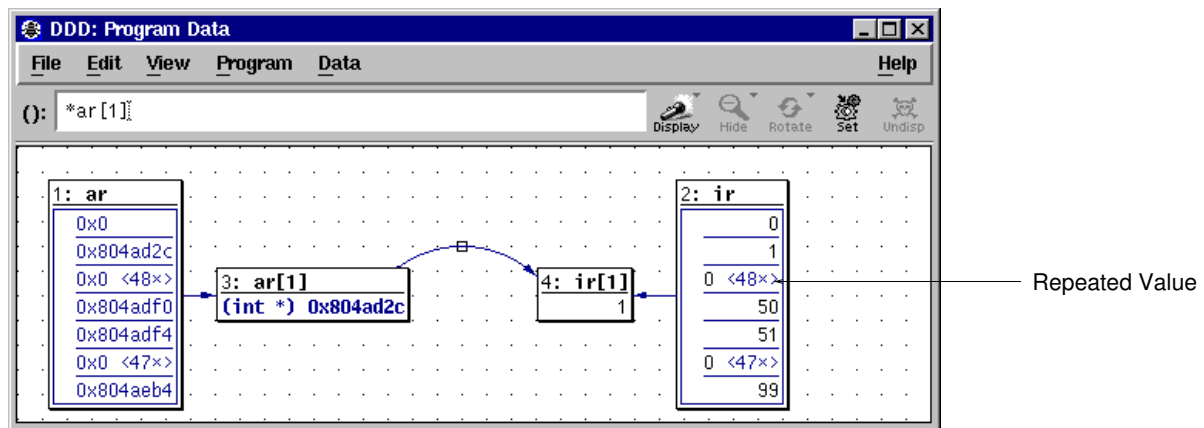 DDD: Program Data
File Edit View Program Data Help
(): *ar[1]
Display Hide Rotate Set Undisp
1: ar
0x0
0x804ad2c
0x0 <48×>
0x804adf0
0x804adf4
0x0 <47×>
0x804aeb4
3: ar[1]
(int *) 0x804ad2c
4: ir[1]
1
2: ir
0
1
0 <48×>
50
51
0 <47×>
99
Repeated Value